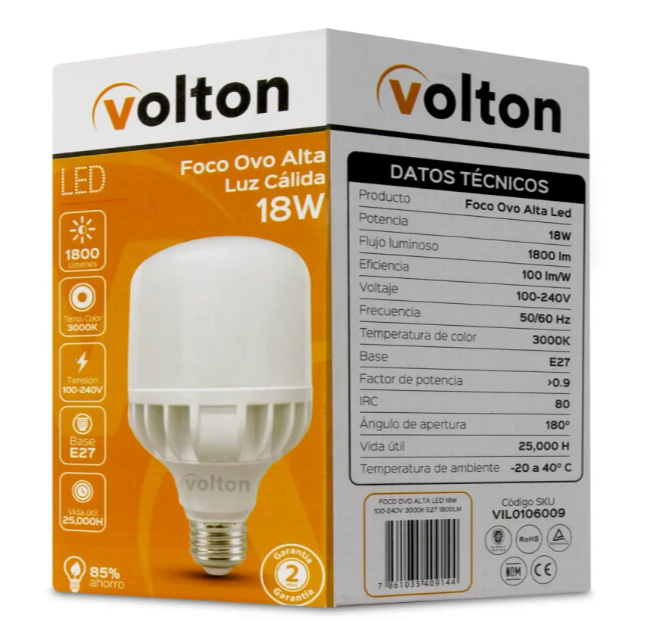 volton
LED
Foco Ovo Alta
Luz Cálida
18W
1800
Lúmenes
Temp. Color
3000K
Tensión
100-240V
Base
E27
Vida útil
25,000H
85%
ahorro
volton
Garantía
2
Garantía
volton
DATOS TÉCNICOS
Producto Foco Ovo Alta Led
Potencia 18W
Flujo luminoso 1800 lm
Eficiencia 100 lm/W
Voltaje 100-240V
Frecuencia 50/60 Hz
Temperatura de color 3000K
Base E27
Factor de potencia >0.9
IRC 80
Ángulo de apertura 180°
Vida útil 25,000 H
Temperatura de ambiente -20 a 40° C
FOCO OVO ALTA LED 18W
100-240V 3000K E27 1800LM
7 861035 409144
Código SKU
VIL0106009
RoHS
NOM
CE